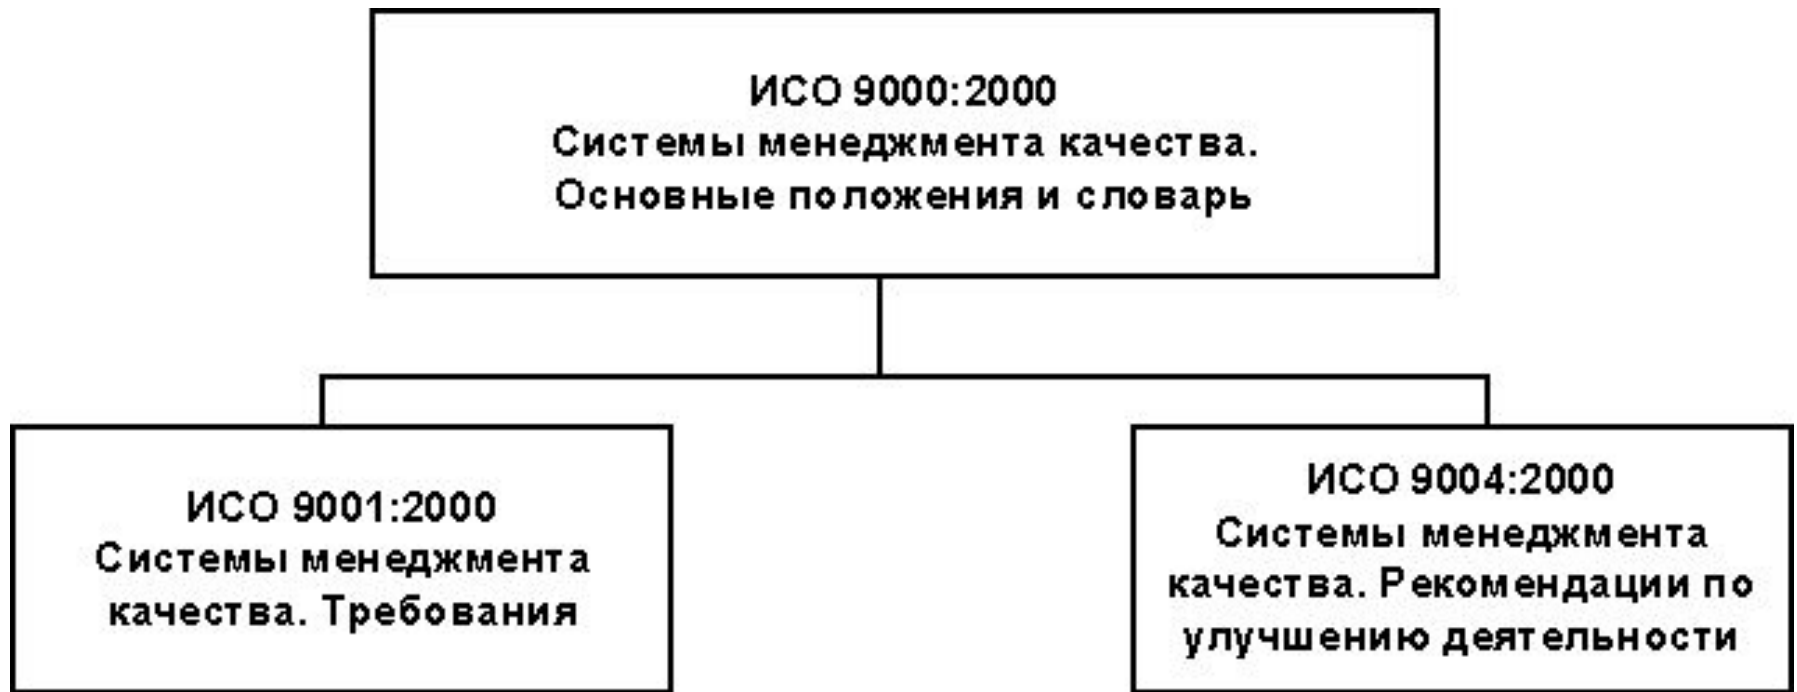 ИСО 9000:2000
Системы менеджмента качества.
Основные положения и словарь
ИСО 9001:2000
Системы менеджмента
качества. Требования
ИСО 9004:2000
Системы менеджмента
качества. Рекомендации по
улучшению деятельности